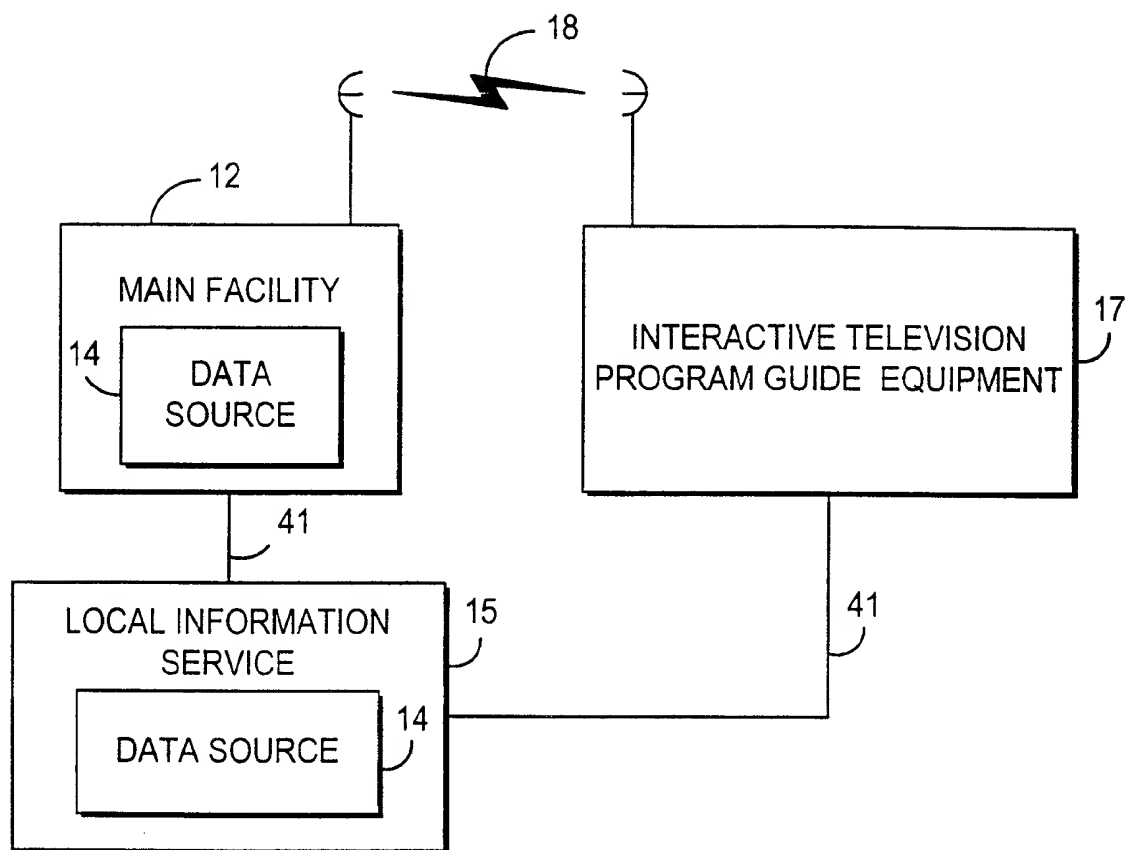 18
12
MAIN FACILITY
14
DATA
SOURCE
INTERACTIVE TELEVISION
PROGRAM GUIDE EQUIPMENT
17
41
LOCAL INFORMATION
SERVICE
15
41
DATA SOURCE
14